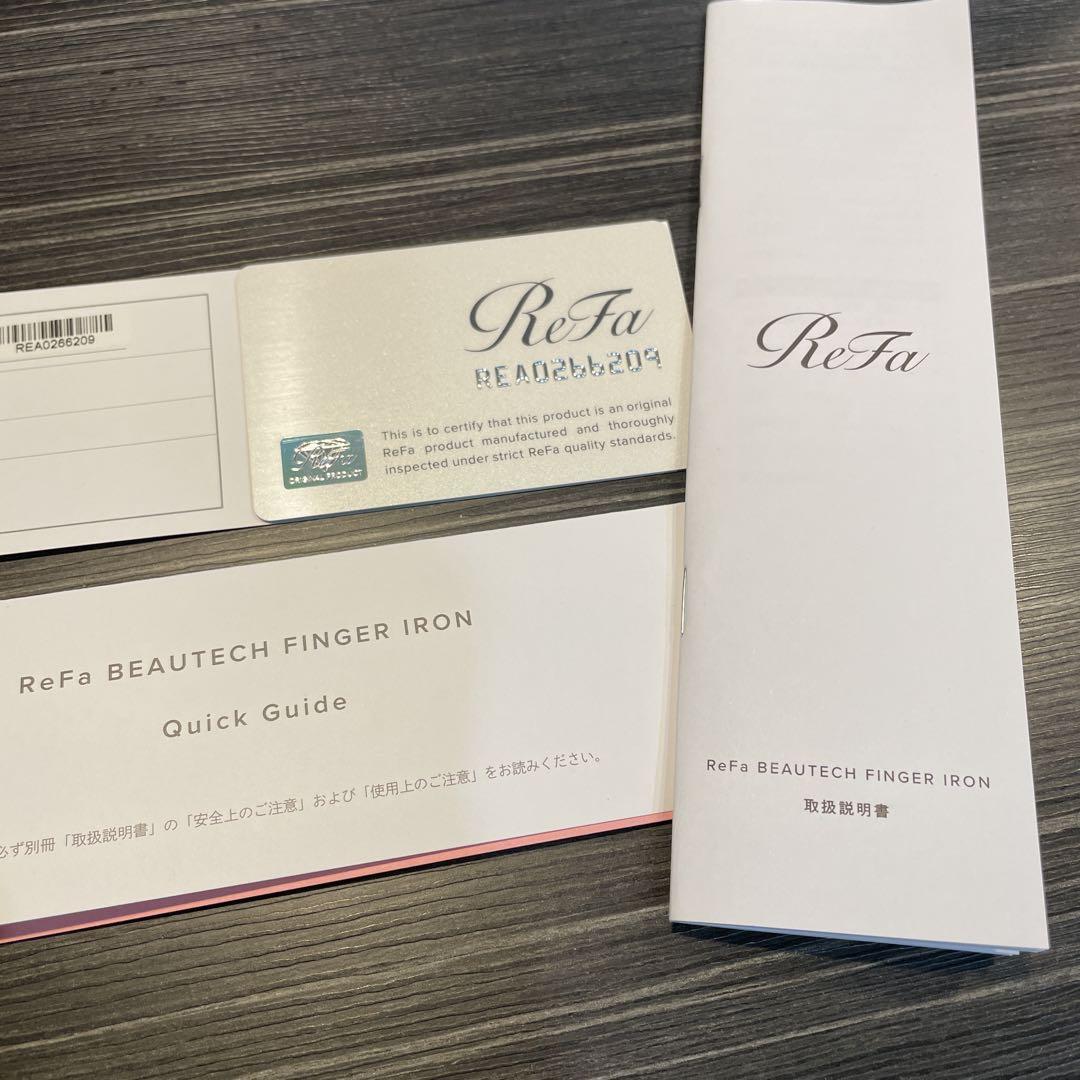 REA0266209
ReFa
REA0266209
This is to certify that this product is an original
ReFa product manufactured and thoroughly
inspected under strict ReFa quality standards.
ReFa
ORIGINAL PRODUCT
ReFa BEAUTECH FINGER IRON
Quick Guide
必ず別冊「取扱説明書」の「安全上のご注意」および「使用上のご注意」をお読みください。
ReFa
ReFa BEAUTECH FINGER IRON
取扱説明書